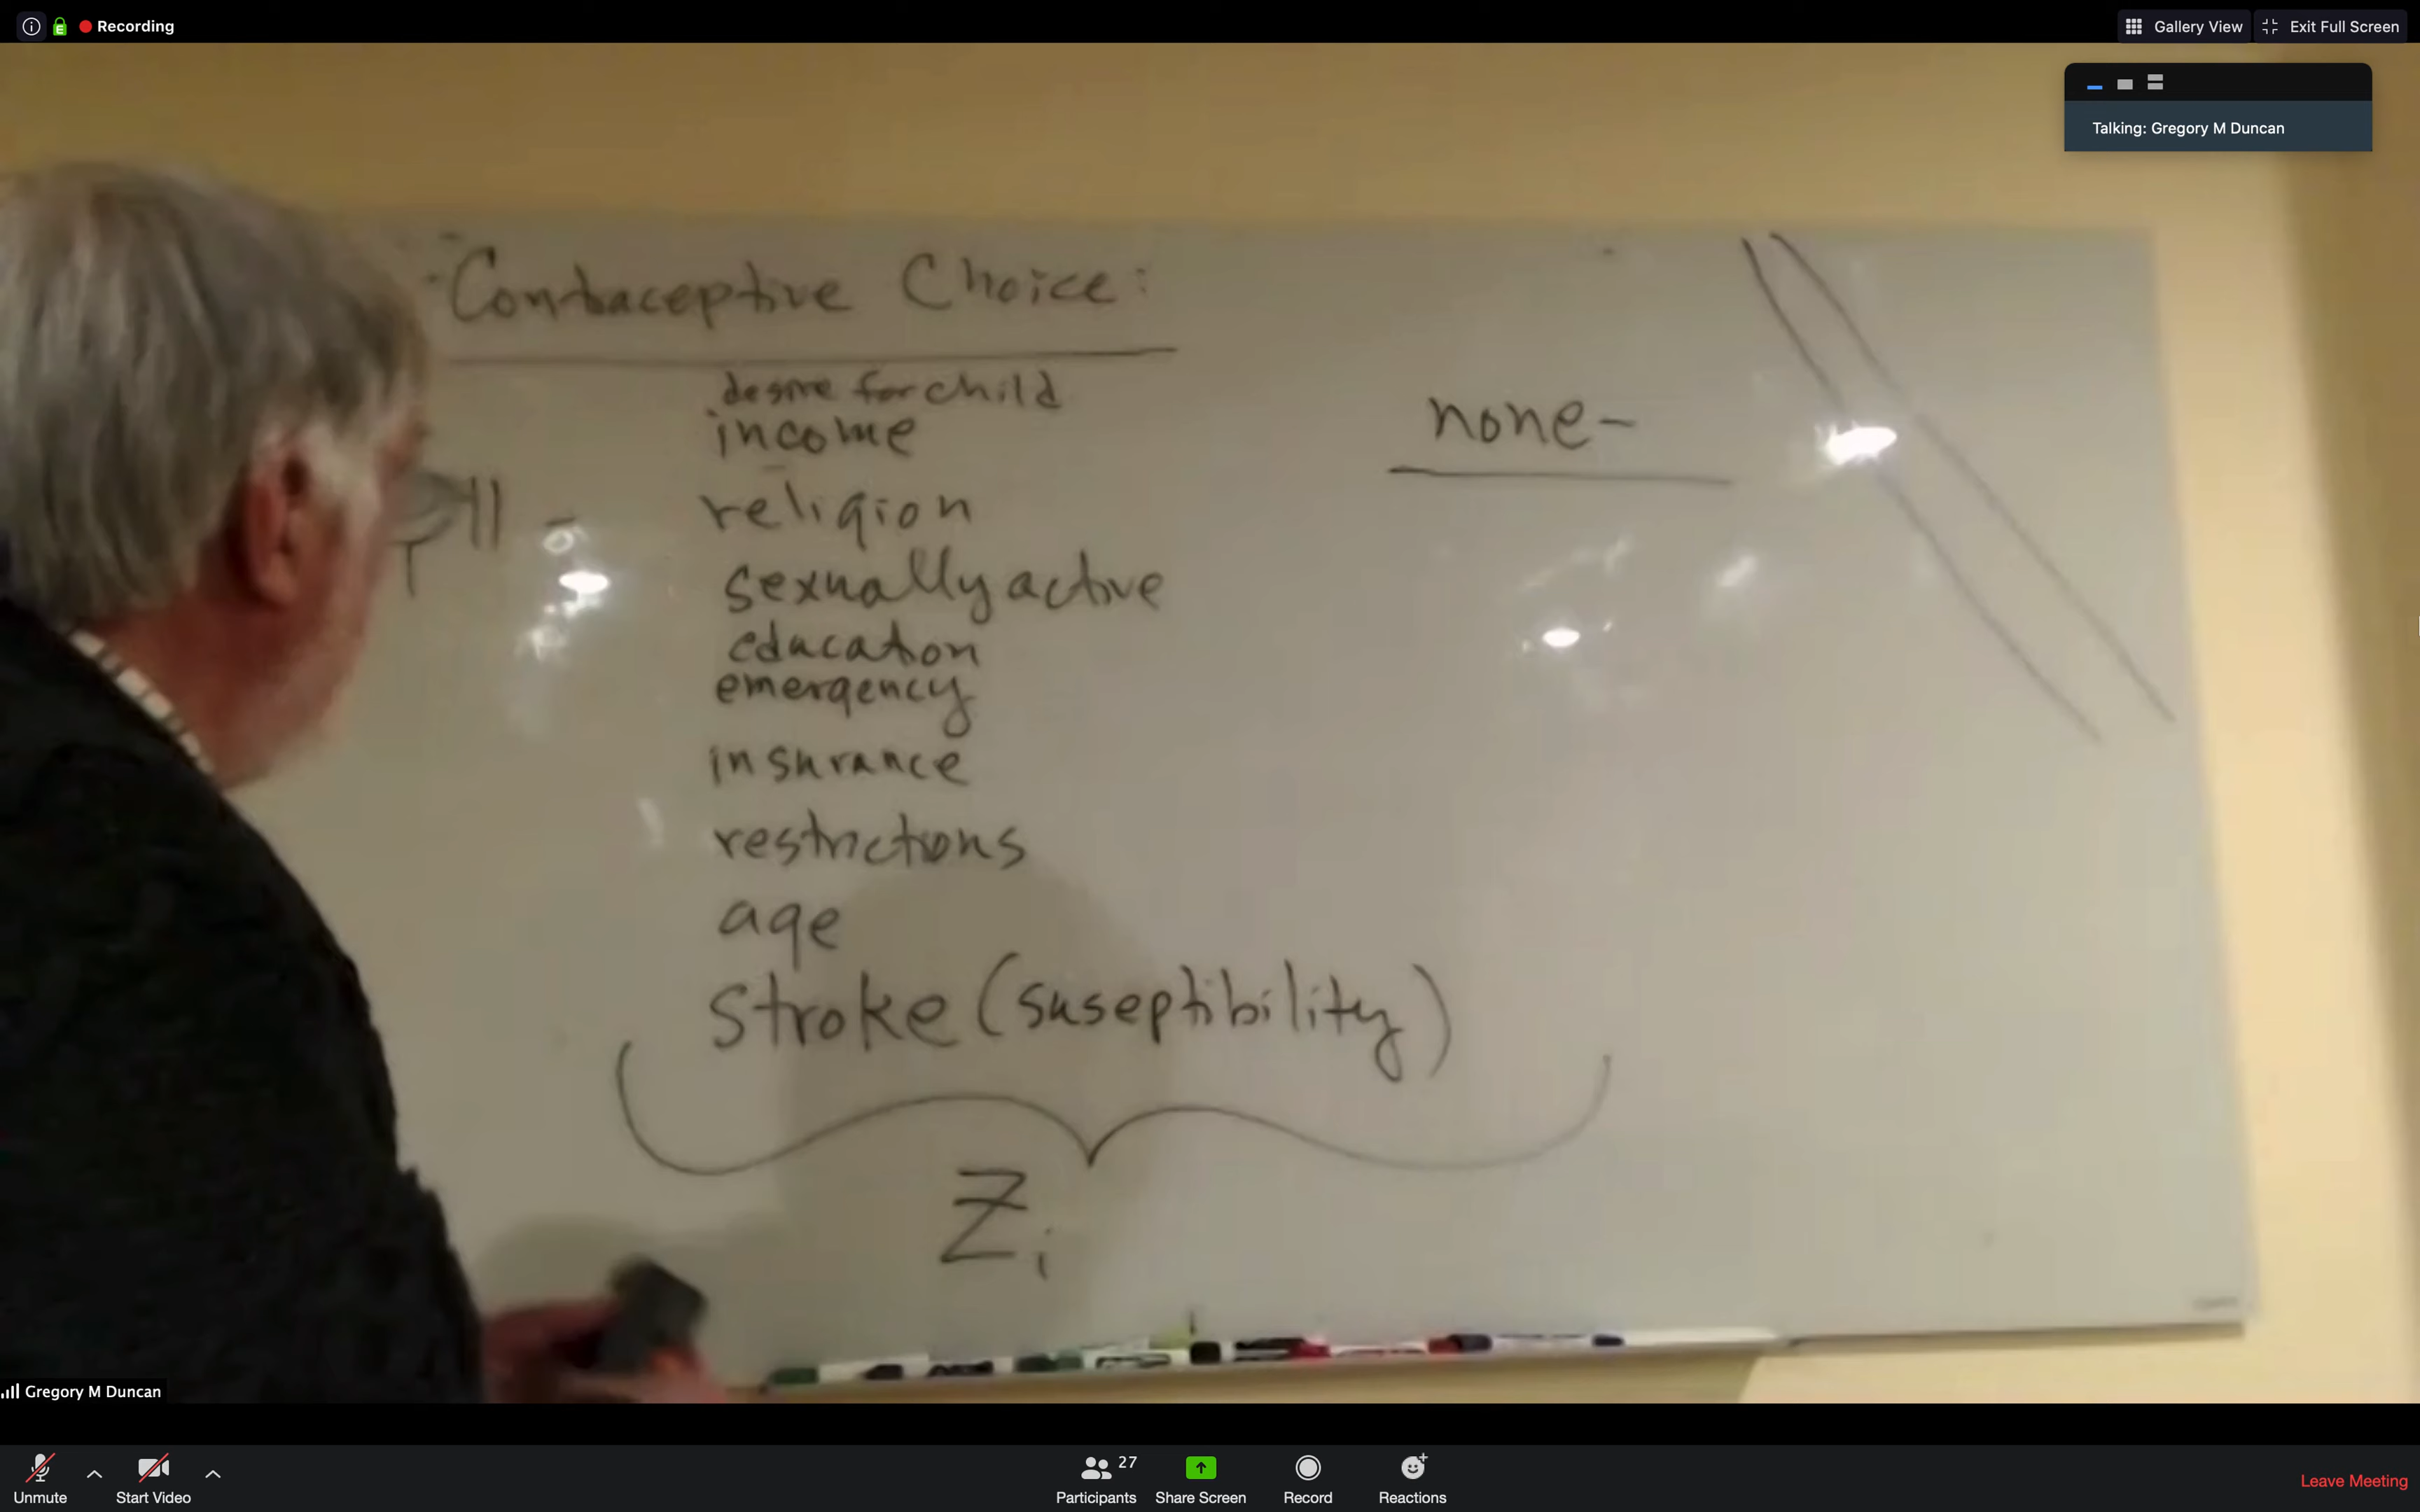 Recording
Gallery View
Exit Full Screen
Talking: Gregory M Duncan
Contraceptive Choice:
desire for child
income
none-
religion
sexually active
education
emergency
insurance
restrictions
age
Stroke (suseptibility)
Zi
Gregory M Duncan
Unmute
Start Video
27
Participants
Share Screen
Record
Reactions
Leave Meeting